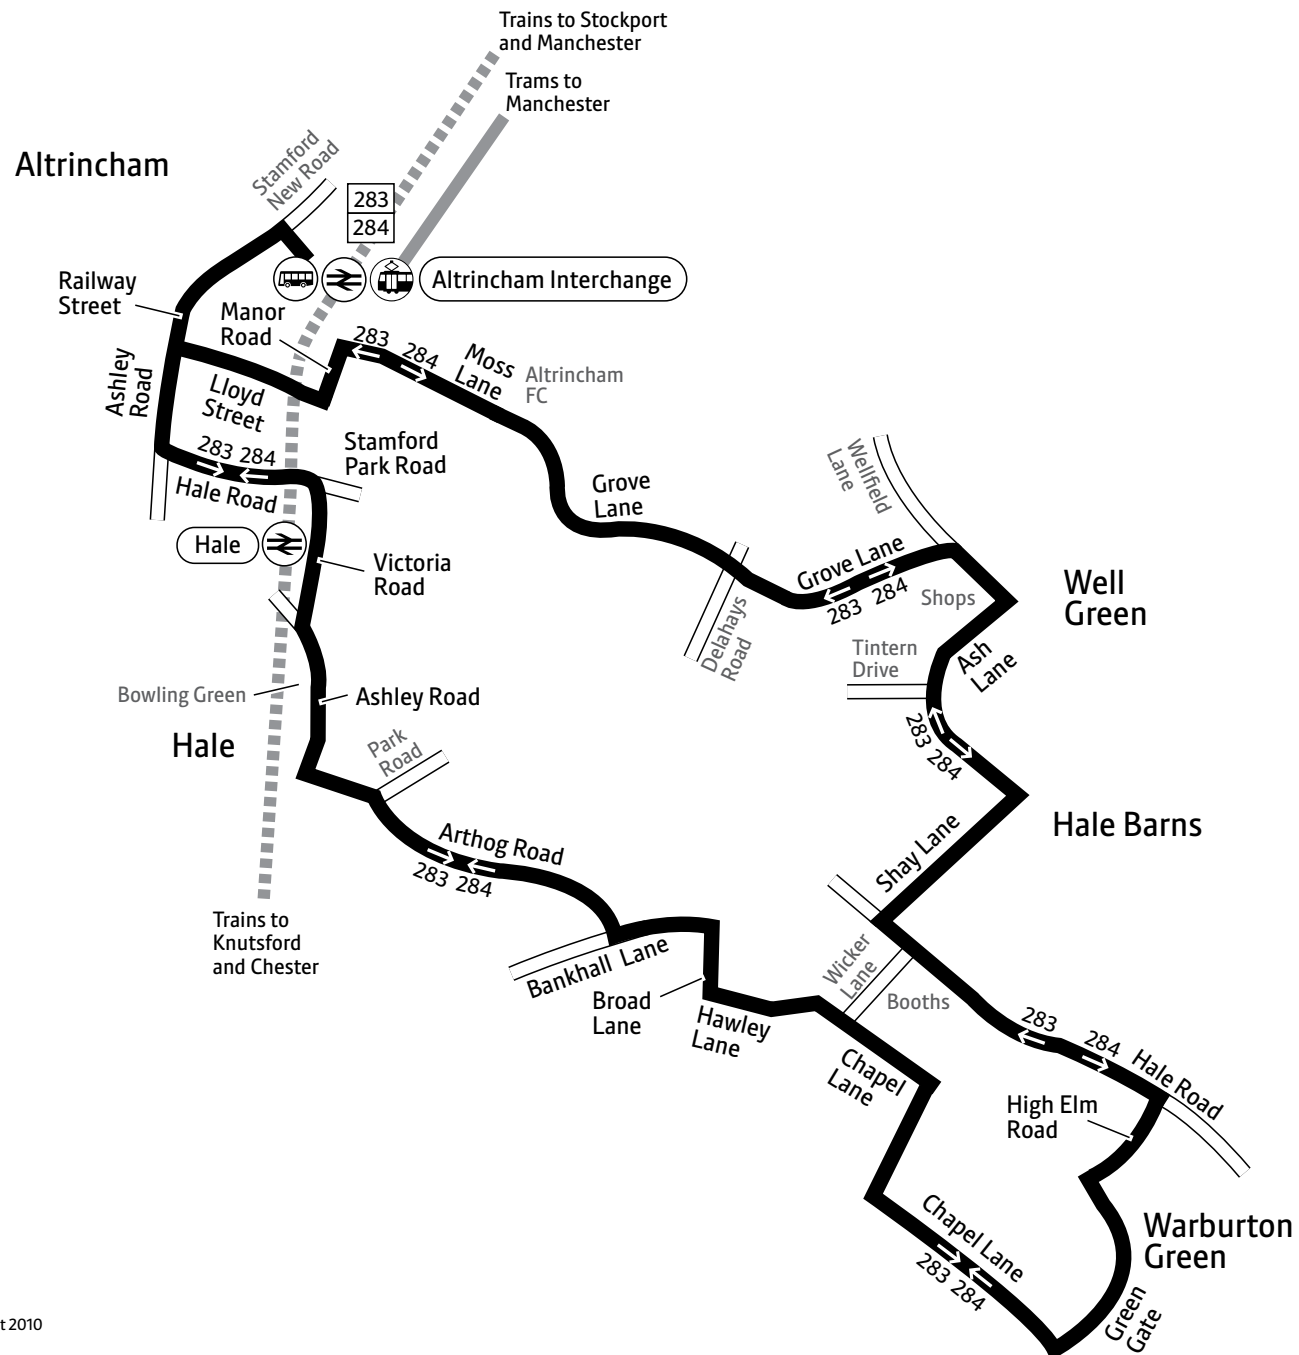 Trains to Stockport
and Manchester
Trams to
Manchester
Altrincham
Stamford
New Road
283
284
Altrincham Interchange
Railway
Street
Manor
Road
283
284
Moss
Lane
Altrincham
FC
Ashley
Road
Lloyd
Street
283 284
Hale Road
Stamford
Park Road
Grove
Lane
Wellfield
Lane
Hale
Victoria
Road
Grove Lane
283 284
Shops
Well
Green
Delahays
Road
Tintern
Drive
Ash
Lane
Bowling Green
Ashley Road
283
284
Hale
Park
Road
Hale Barns
Arthog Road
283 284
Shay Lane
Trains to
Knutsford
and Chester
Bankhall Lane
Broad
Lane
Hawley
Lane
Wicker
Lane
Booths
283
284
Hale Road
Chapel
Lane
High Elm
Road
Chapel Lane
283 284
Warburton
Green
Green
Gate
t 2010